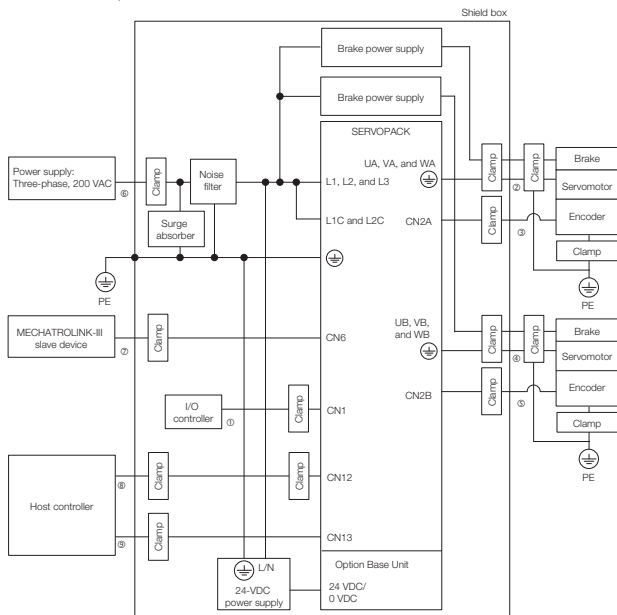 Shield box
Brake power supply
Brake power supply
SERVOPACK
UA, VA, and WA
L1, L2, and L3
L1C and L2C
CN2A
UB, VB,
and WB
CN6
CN2B
CN1
CN12
CN13
Option Base Unit
24 VDC/
0 VDC
Power supply:
Three-phase, 200 VAC
⑥
Clamp
Noise
filter
Surge
absorber
PE
MECHATROLINK-III
slave device
⑦
Clamp
I/O
controller
①
Clamp
Host controller
⑧
Clamp
Clamp
⑨
Clamp
L/N
24-VDC
power supply
Clamp
②
Clamp
Brake
Servomotor
Clamp
③
Encoder
Clamp
PE
Clamp
④
Clamp
Brake
Servomotor
Clamp
⑤
Encoder
Clamp
PE